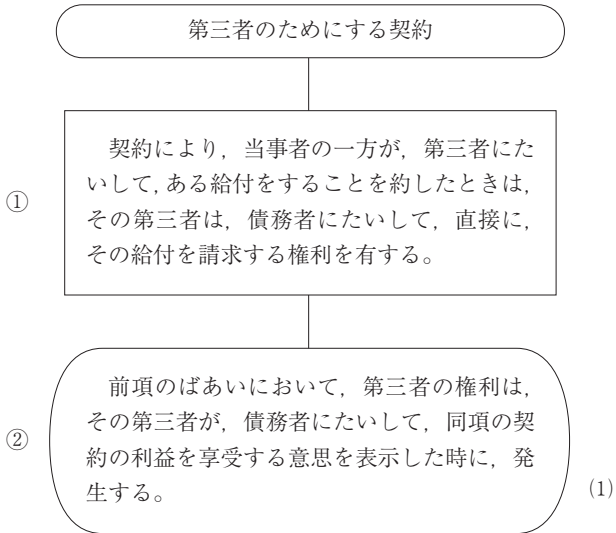 第三者のためにする契約
① 契約により，当事者の一方が，第三者にた
いして，ある給付をすることを約したときは，
その第三者は，債務者にたいして，直接に，
その給付を請求する権利を有する。
② 前項のばあいにおいて，第三者の権利は，
その第三者が，債務者にたいして，同項の契
約の利益を享受する意思を表示した時に，発
生する。
(1)